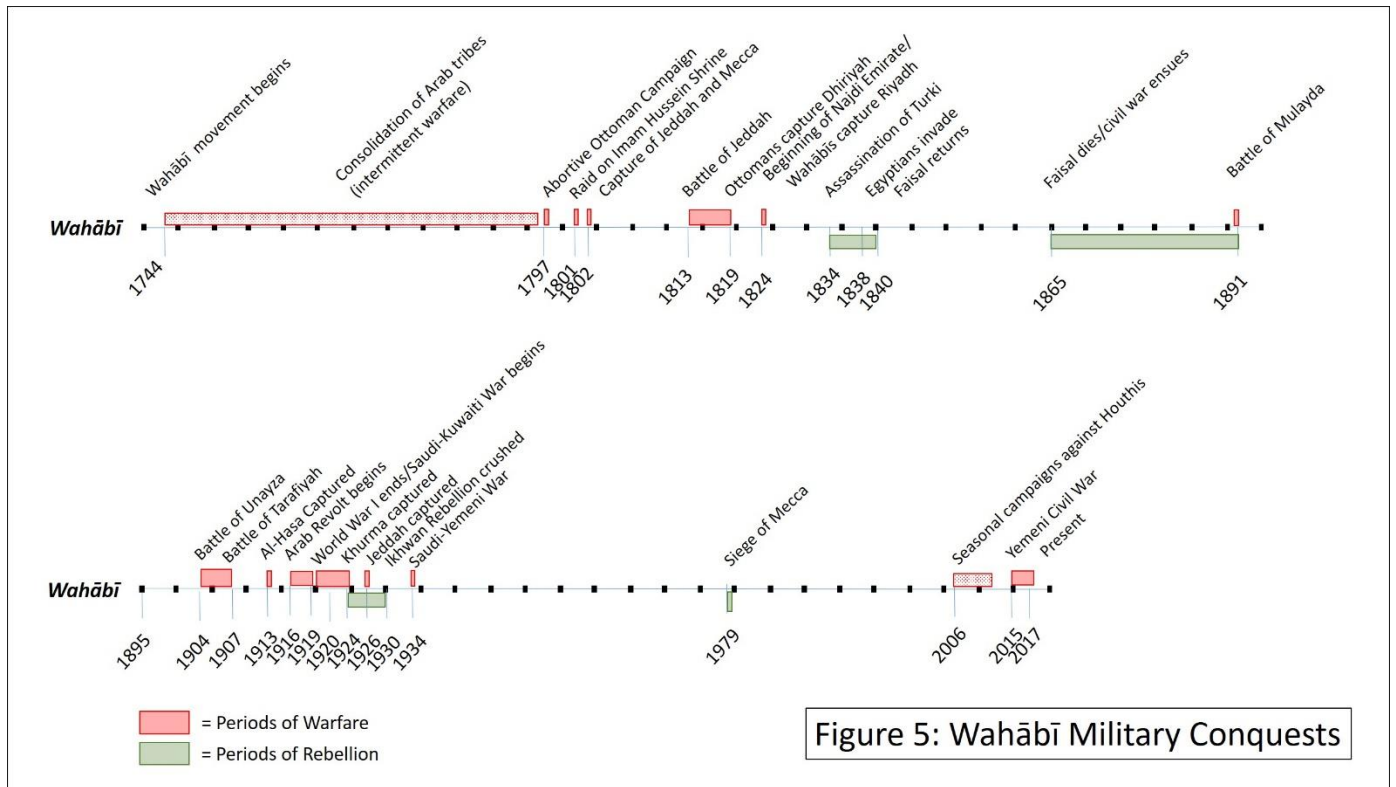 Wahābī movement begins
Consolidation of Arab tribes
(intermittent warfare)
Abortive Ottoman Campaign
Raid on Imam Hussein Shrine
Capture of Jeddah and Mecca
Battle of Jeddah
Ottomans capture Dhiriyah
Beginning of Najdi Emirate/
Wahābīs capture Riyadh
Assassination of Turki
Egyptians invade
Faisal returns
Faisal dies/civil war ensues
Battle of Mulayda
Wahābī
1744
1797
1801
1802
1813
1819
1824
1834
1838
1840
1865
1891
Battle of Unayza
Battle of Tarafiyah
Al-Hasa Captured
Arab Revolt begins
World War I ends/Saudi-Kuwaiti War begins
Khurma captured
Jeddah captured
Ikhwan Rebellion crushed
Saudi-Yemeni War
Siege of Mecca
Seasonal campaigns against Houthis
Yemeni Civil War
Present
Wahābī
1895
1904
1907
1913
1916
1919
1920
1924
1926
1930
1934
1979
2006
2015
2017
= Periods of Warfare
= Periods of Rebellion
Figure 5: Wahābī Military Conquests